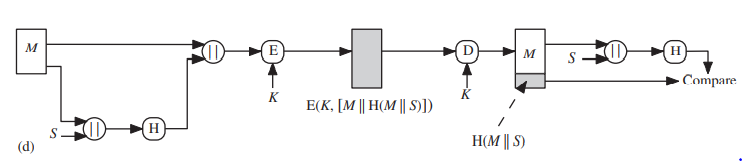 M
||
E
D
M
S
||
H
K
K
Compare
E(K, [M || H(M || S)])
S
||
H
H(M || S)
(d)